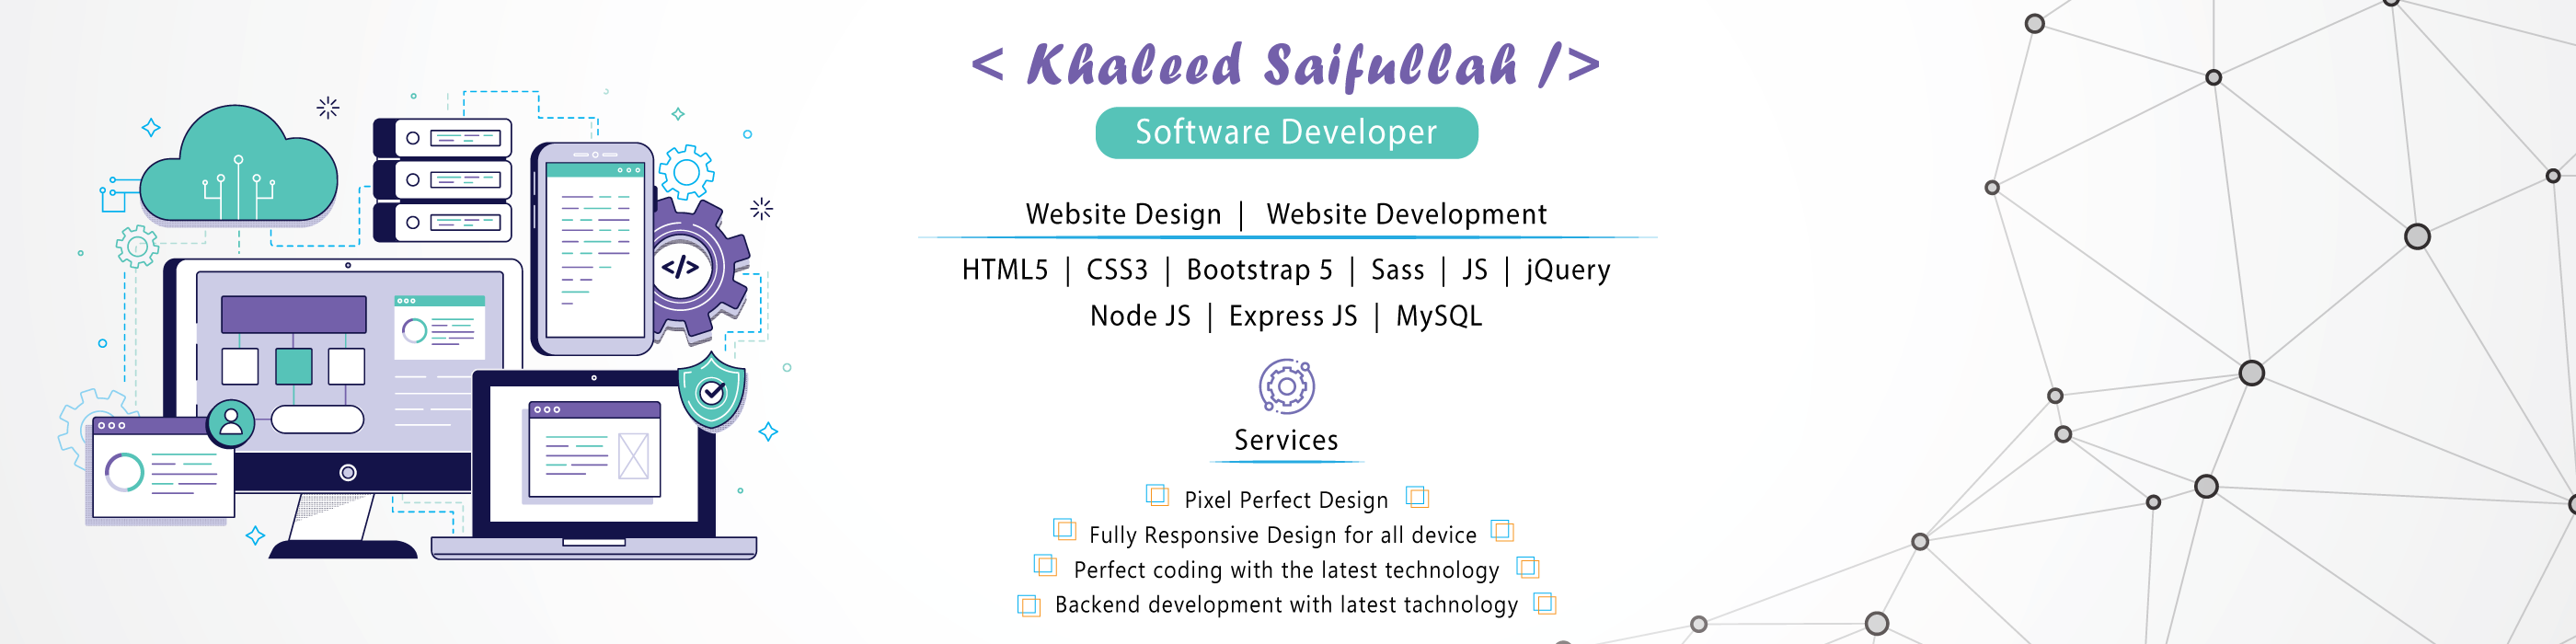 < Khaleed Saifullah />
Software Developer
Website Design | Website Development
HTML5 | CSS3 | Bootstrap 5 | Sass | JS | jQuery
Node JS | Express JS | MySQL
</>
Services
Pixel Perfect Design
Fully Responsive Design for all device
Perfect coding with the latest technology
Backend development with latest tachnology